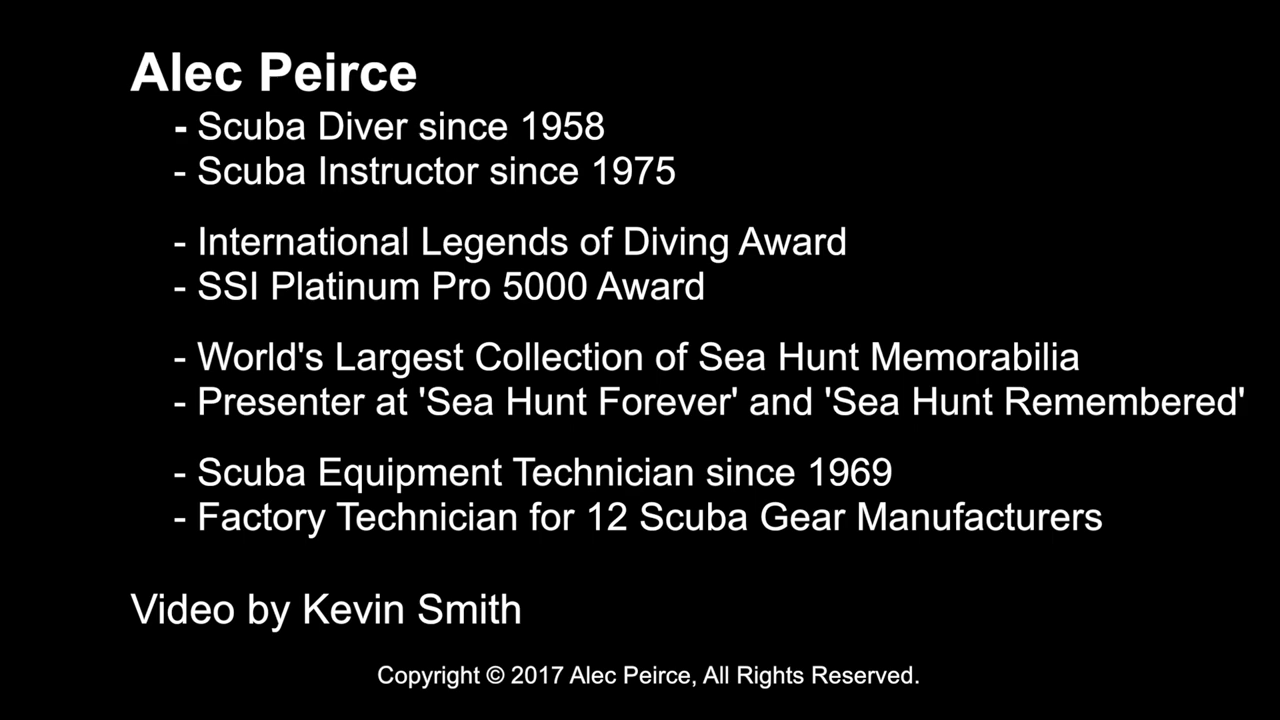 Alec Peirce
- Scuba Diver since 1958
- Scuba Instructor since 1975
- International Legends of Diving Award
- SSI Platinum Pro 5000 Award
- World's Largest Collection of Sea Hunt Memorabilia
- Presenter at 'Sea Hunt Forever' and 'Sea Hunt Remembered'
- Scuba Equipment Technician since 1969
- Factory Technician for 12 Scuba Gear Manufacturers
Video by Kevin Smith
Copyright © 2017 Alec Peirce, All Rights Reserved.